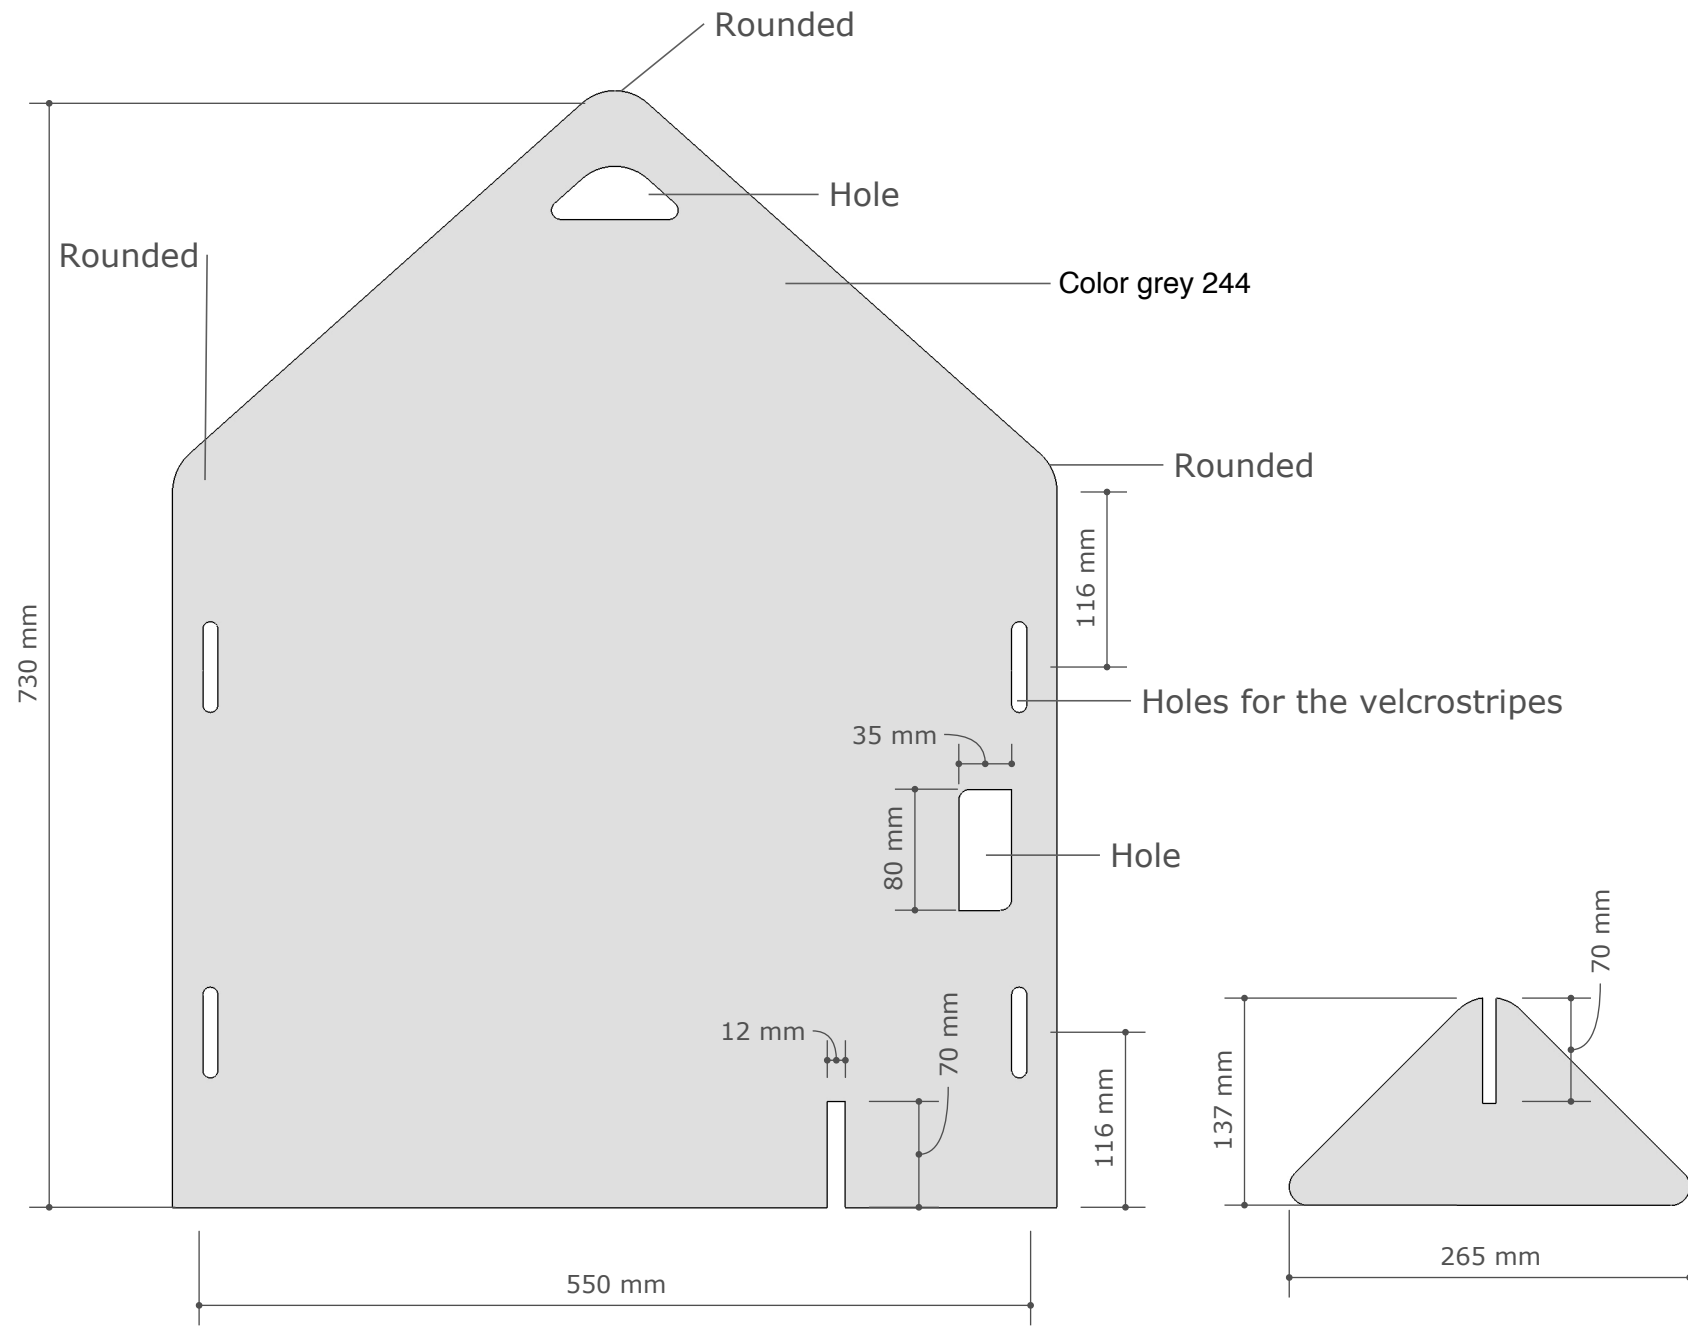 Rounded
Hole
Rounded
Color grey 244
Rounded
116 mm
730 mm
Holes for the velcrostripes
35 mm
80 mm
Hole
70 mm
12 mm
70 mm
116 mm
137 mm
265 mm
550 mm